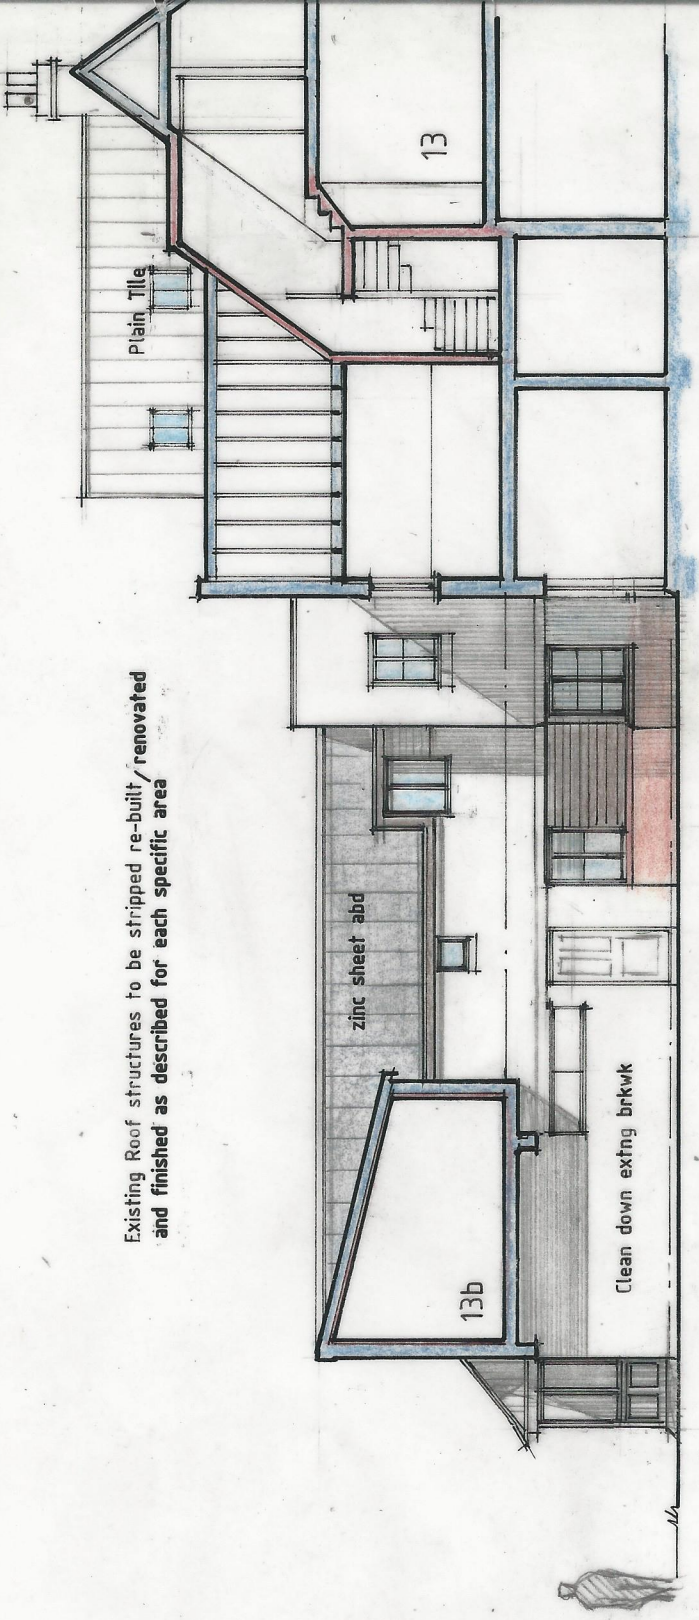 Existing Roof structures to be stripped re-built/renovated
and finished as described for each specific area
Plain Tile
13
zinc sheet abd
13b
Clean down extng brkwk